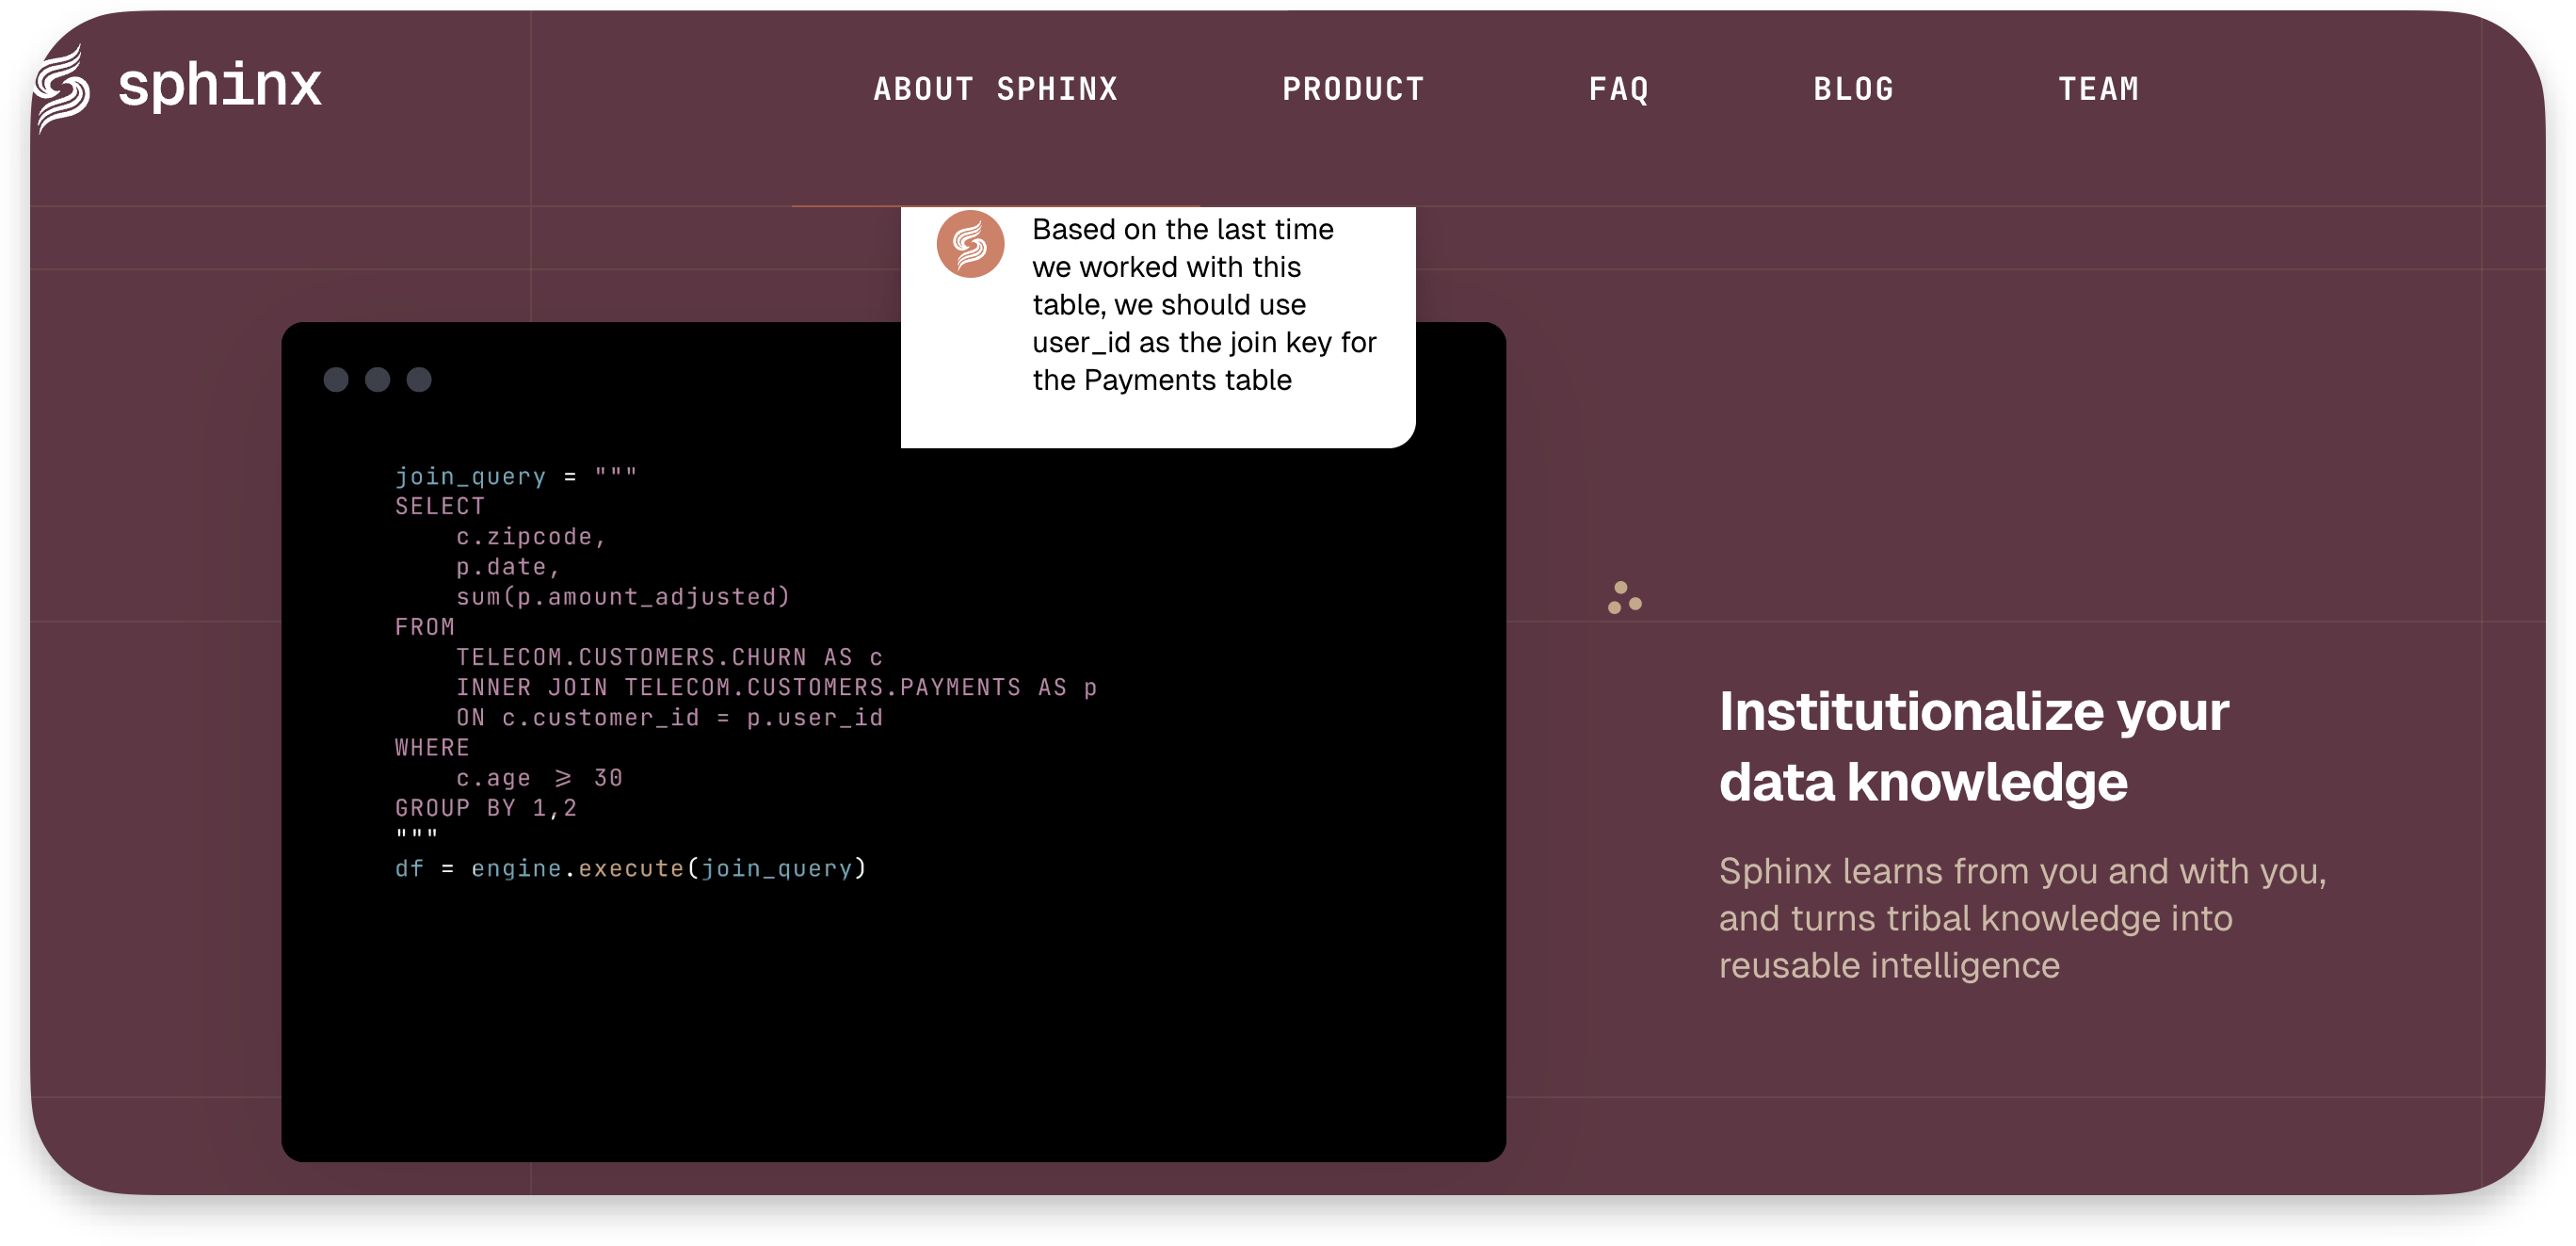 sphinx
ABOUT SPHINX PRODUCT FAQ BLOG TEAM
Based on the last time
we worked with this
table, we should use
user_id as the join key for
the Payments table
join_query = """
SELECT
    c.zipcode,
    p.date,
    sum(p.amount_adjusted)
FROM
    TELECOM.CUSTOMERS.CHURN AS c
    INNER JOIN TELECOM.CUSTOMERS.PAYMENTS AS p
    ON c.customer_id = p.user_id
WHERE
    c.age ⩾ 30
GROUP BY 1,2
"""
df = engine.execute(join_query)
Institutionalize your
data knowledge
Sphinx learns from you and with you,
and turns tribal knowledge into
reusable intelligence